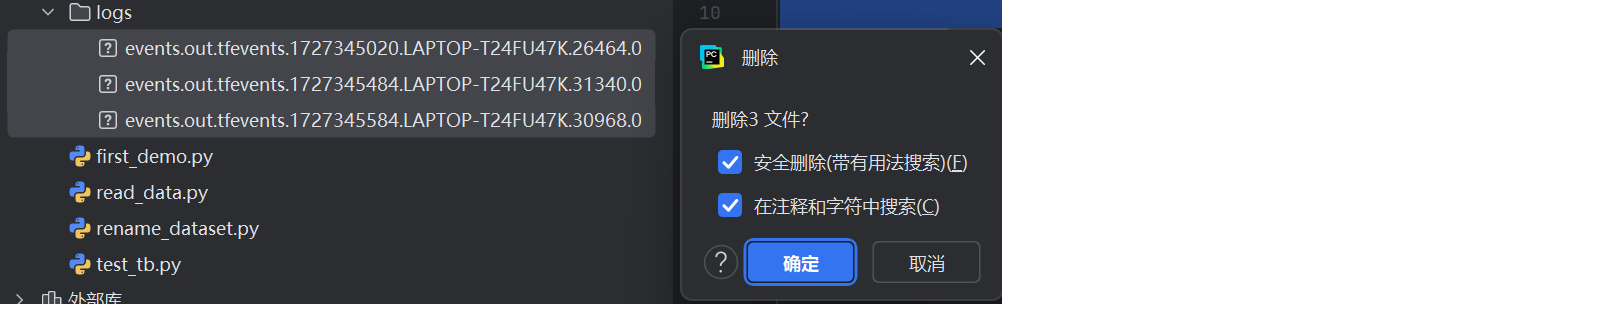 logs
events.out.tfevents.1727345020.LAPTOP-T24FU47K.26464.0
events.out.tfevents.1727345484.LAPTOP-T24FU47K.31340.0
events.out.tfevents.1727345584.LAPTOP-T24FU47K.30968.0
first_demo.py
read_data.py
rename_dataset.py
test_tb.py
外部库
10
PC
删除
删除3 文件?
安全删除(带有用法搜索)(F)
在注释和字符中搜索(C)
? 确定 取消